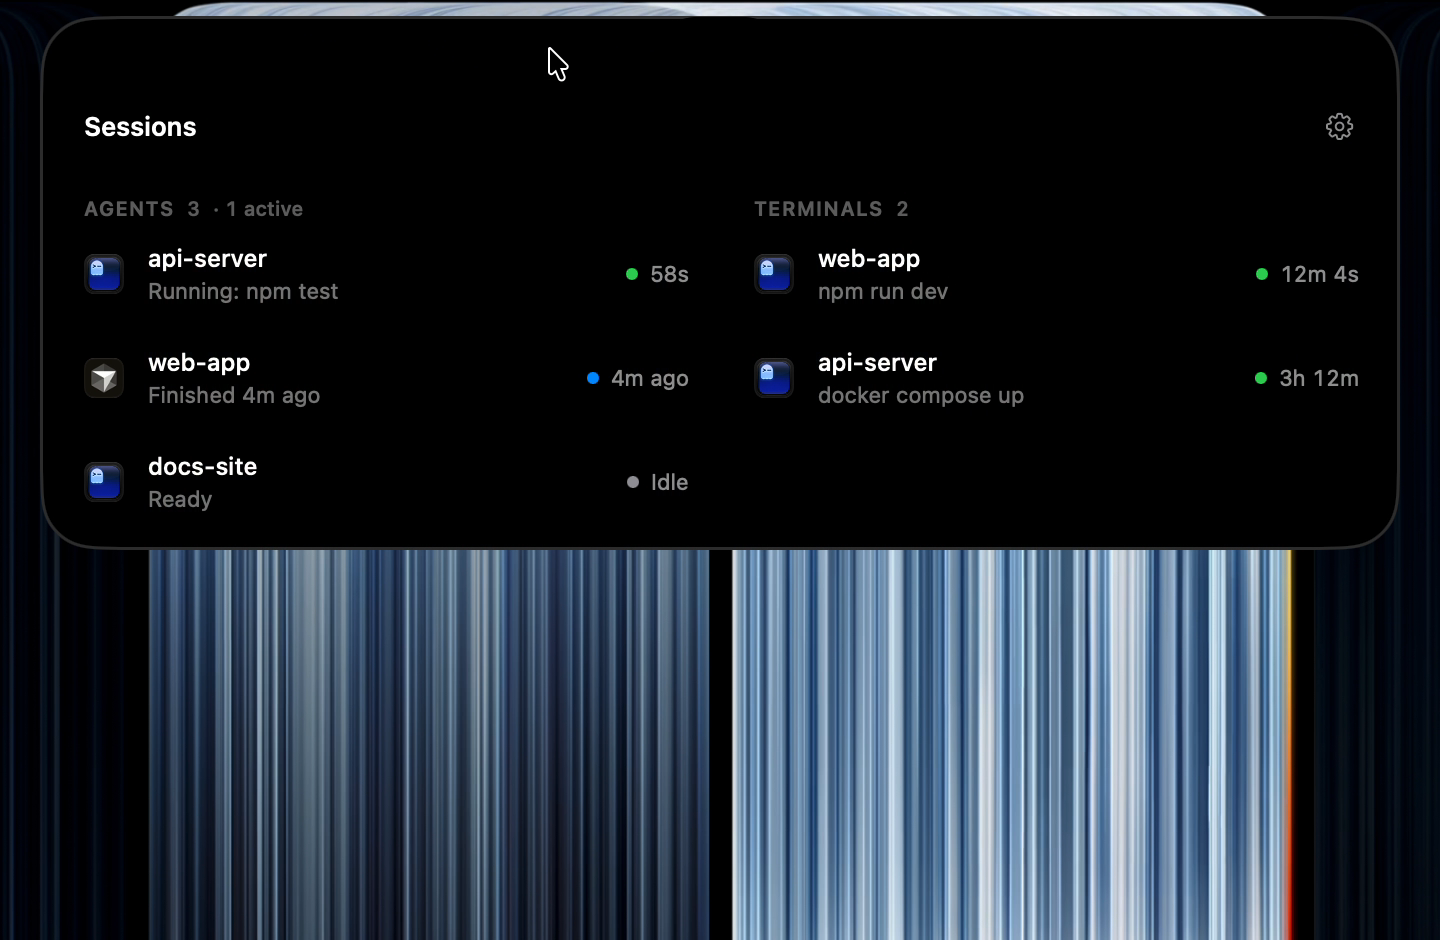 Sessions
AGENTS 3 · 1 active
api-server
Running: npm test
58s
web-app
Finished 4m ago
4m ago
docs-site
Ready
Idle
TERMINALS 2
web-app
npm run dev
12m 4s
api-server
docker compose up
3h 12m